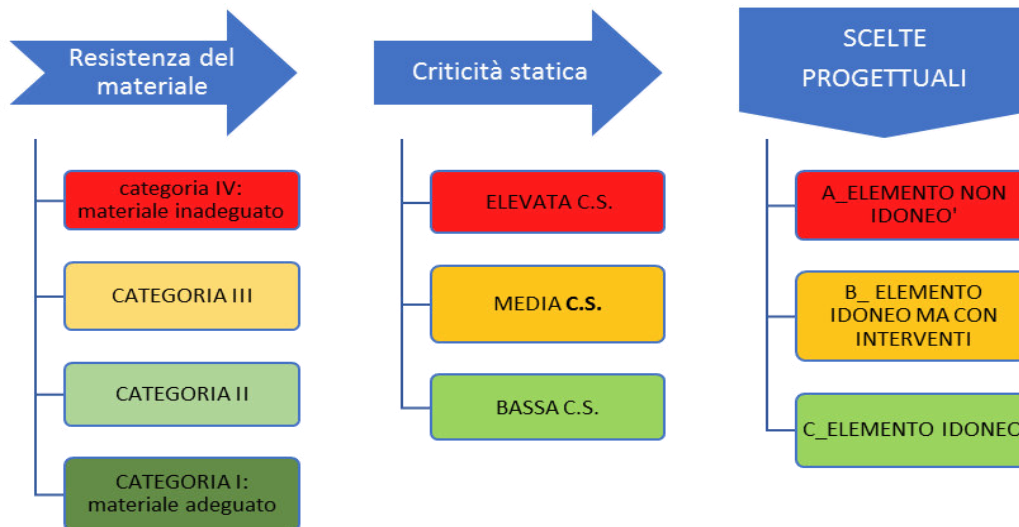 Resistenza del
materiale
categoria IV:
materiale inadeguato
CATEGORIA III
CATEGORIA II
CATEGORIA I:
materiale adeguato
Criticità statica
ELEVATA C.S.
MEDIA C.S.
BASSA C.S.
SCELTE
PROGETTUALI
A_ELEMENTO NON
IDONEO'
B_ ELEMENTO
IDONEO MA CON
INTERVENTI
C_ELEMENTO IDONEO